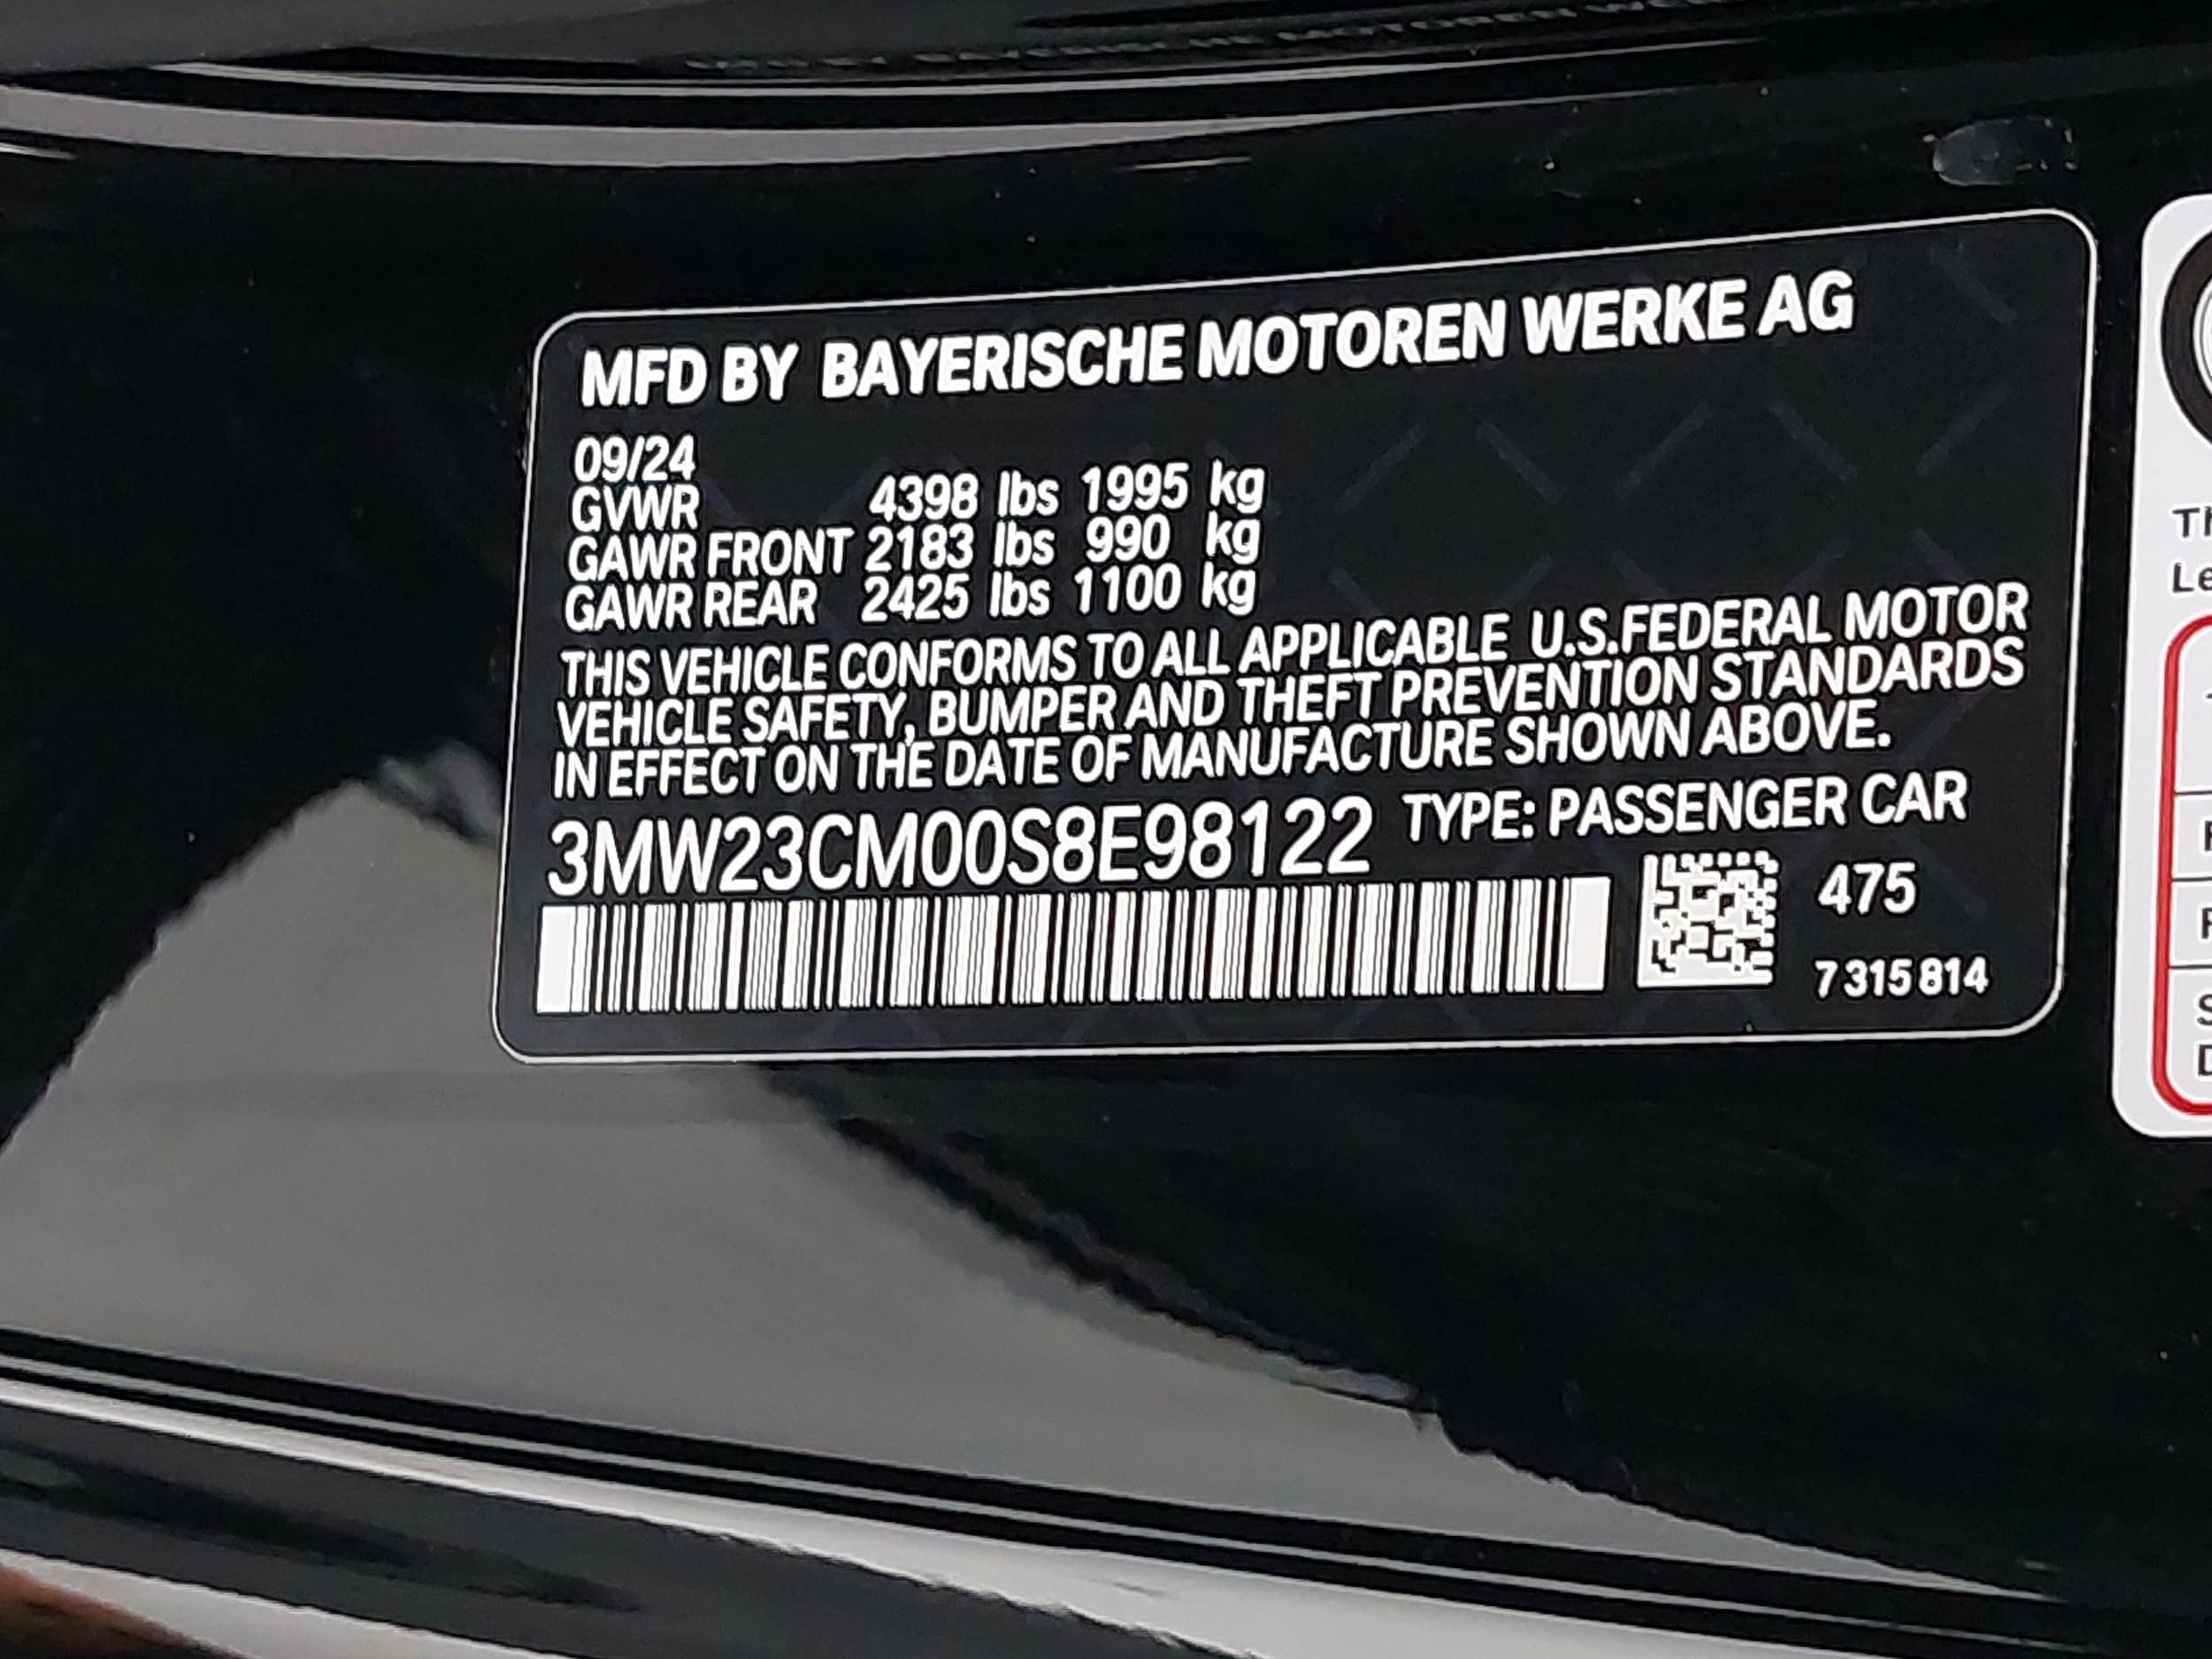 MFD BY BAYERISCHE MOTOREN WERKE AG
09/24
GVWR 4398 lbs 1995 kg
GAWR FRONT 2183 lbs 990 kg
GAWR REAR 2425 lbs 1100 kg
THIS VEHICLE CONFORMS TO ALL APPLICABLE U.S.FEDERAL MOTOR
VEHICLE SAFETY, BUMPER AND THEFT PREVENTION STANDARDS
IN EFFECT ON THE DATE OF MANUFACTURE SHOWN ABOVE.
3MW23CM00S8E98122 TYPE: PASSENGER CAR
475
7 315 814